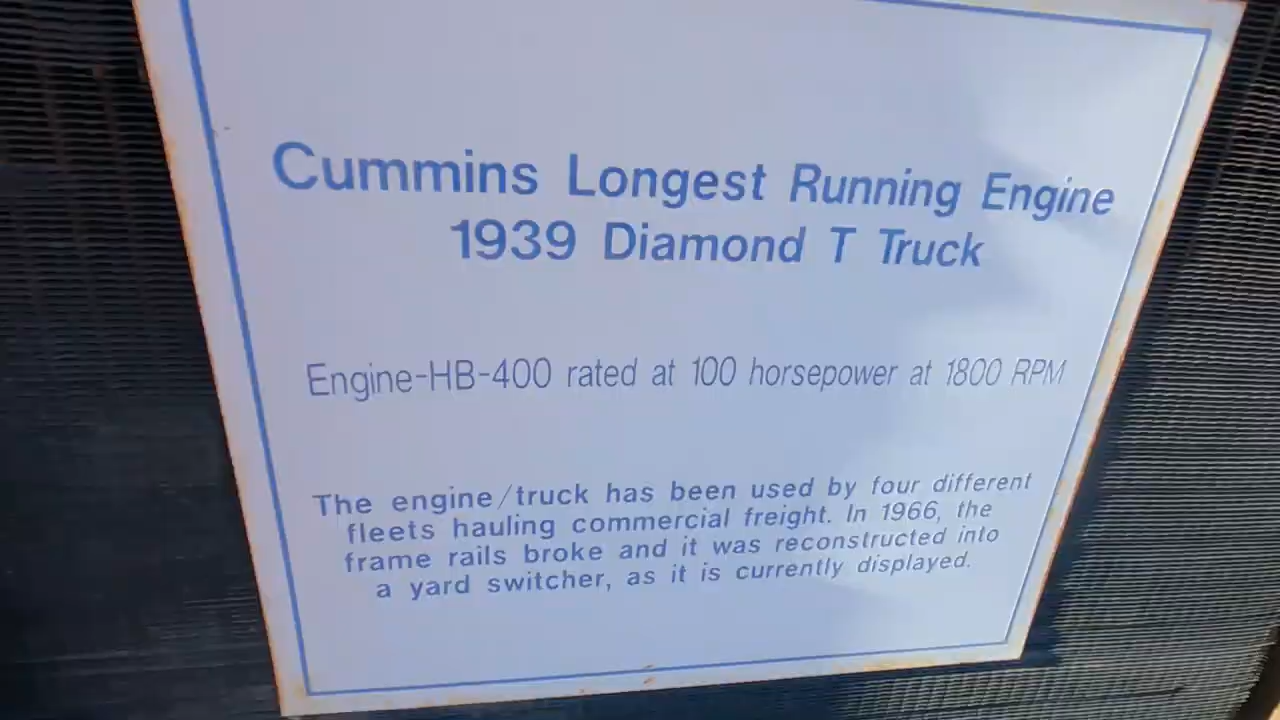 Cummins Longest Running Engine
1939 Diamond T Truck
Engine-HB-400 rated at 100 horsepower at 1800 RPM
The engine/truck has been used by four different
fleets hauling commercial freight. In 1966, the
frame rails broke and it was reconstructed into
a yard switcher, as it is currently displayed.